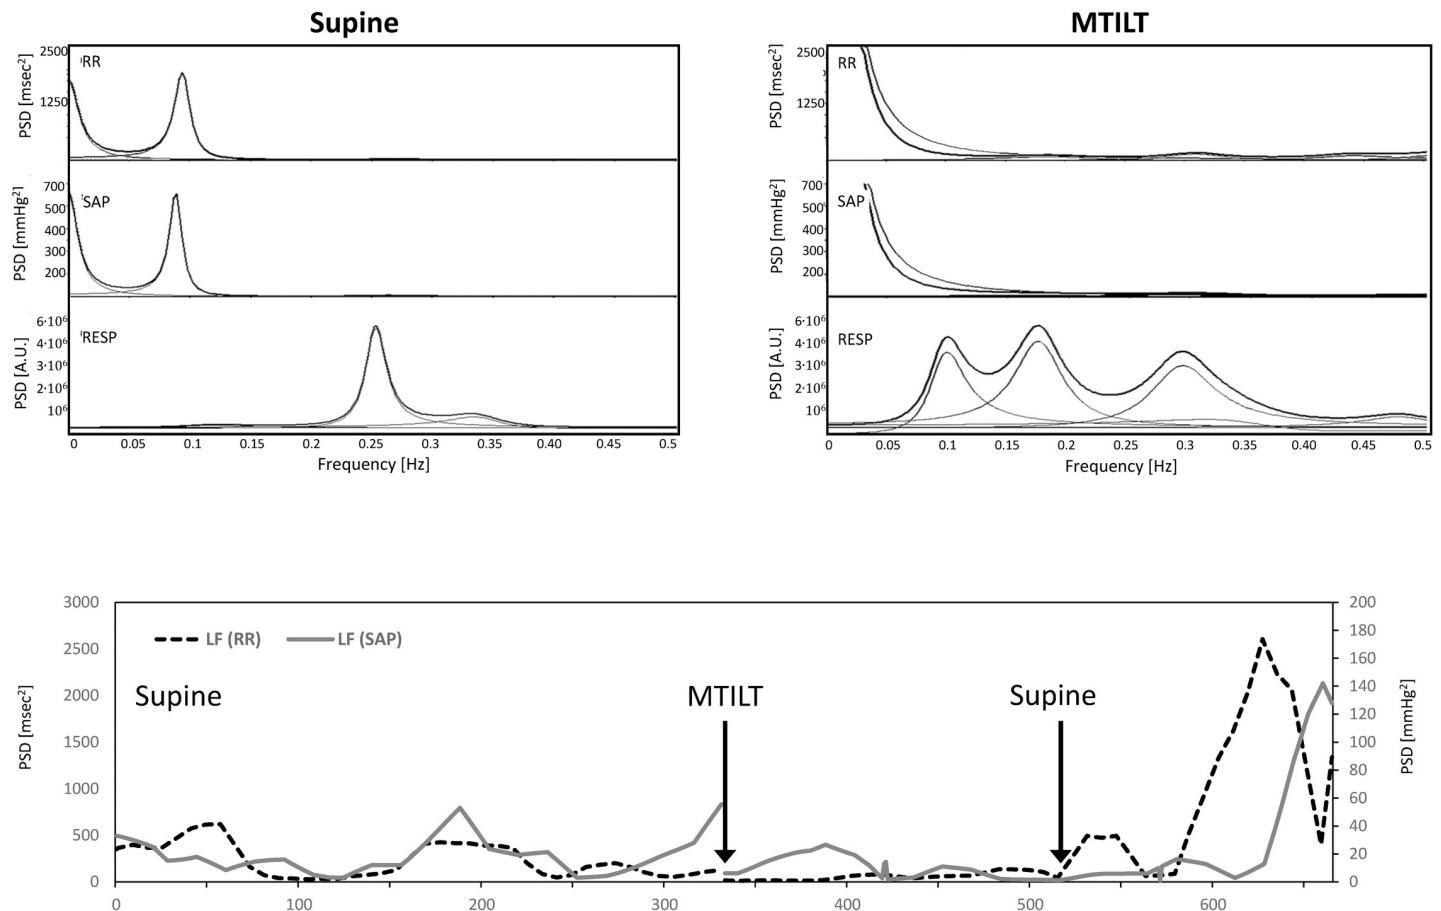 Supine
PSD [msec²]
2500
1250
RR
PSD [mmHg²]
700
500
400
300
200
SAP
PSD [A.U.]
6·10⁶
4·10⁶
3·10⁶
2·10⁶
10⁶
RESP
0 0.05 0.1 0.15 0.2 0.25 0.3 0.35 0.40 0.45 0.5
Frequency [Hz]
MTILT
PSD [msec²]
2500
1250
RR
PSD [mmHg²]
700
500
400
300
200
SAP
PSD [A.U.]
6·10⁶
4·10⁶
3·10⁶
2·10⁶
10⁶
RESP
0 0.05 0.1 0.15 0.2 0.25 0.3 0.35 0.40 0.45 0.5
Frequency [Hz]
PSD [msec²]
3000
2500
2000
1500
1000
500
0
LF (RR) LF (SAP)
Supine MTILT Supine
200
180
160
140
120
100
80
60
40
20
0
PSD [mmHg²]
0 100 200 300 400 500 600